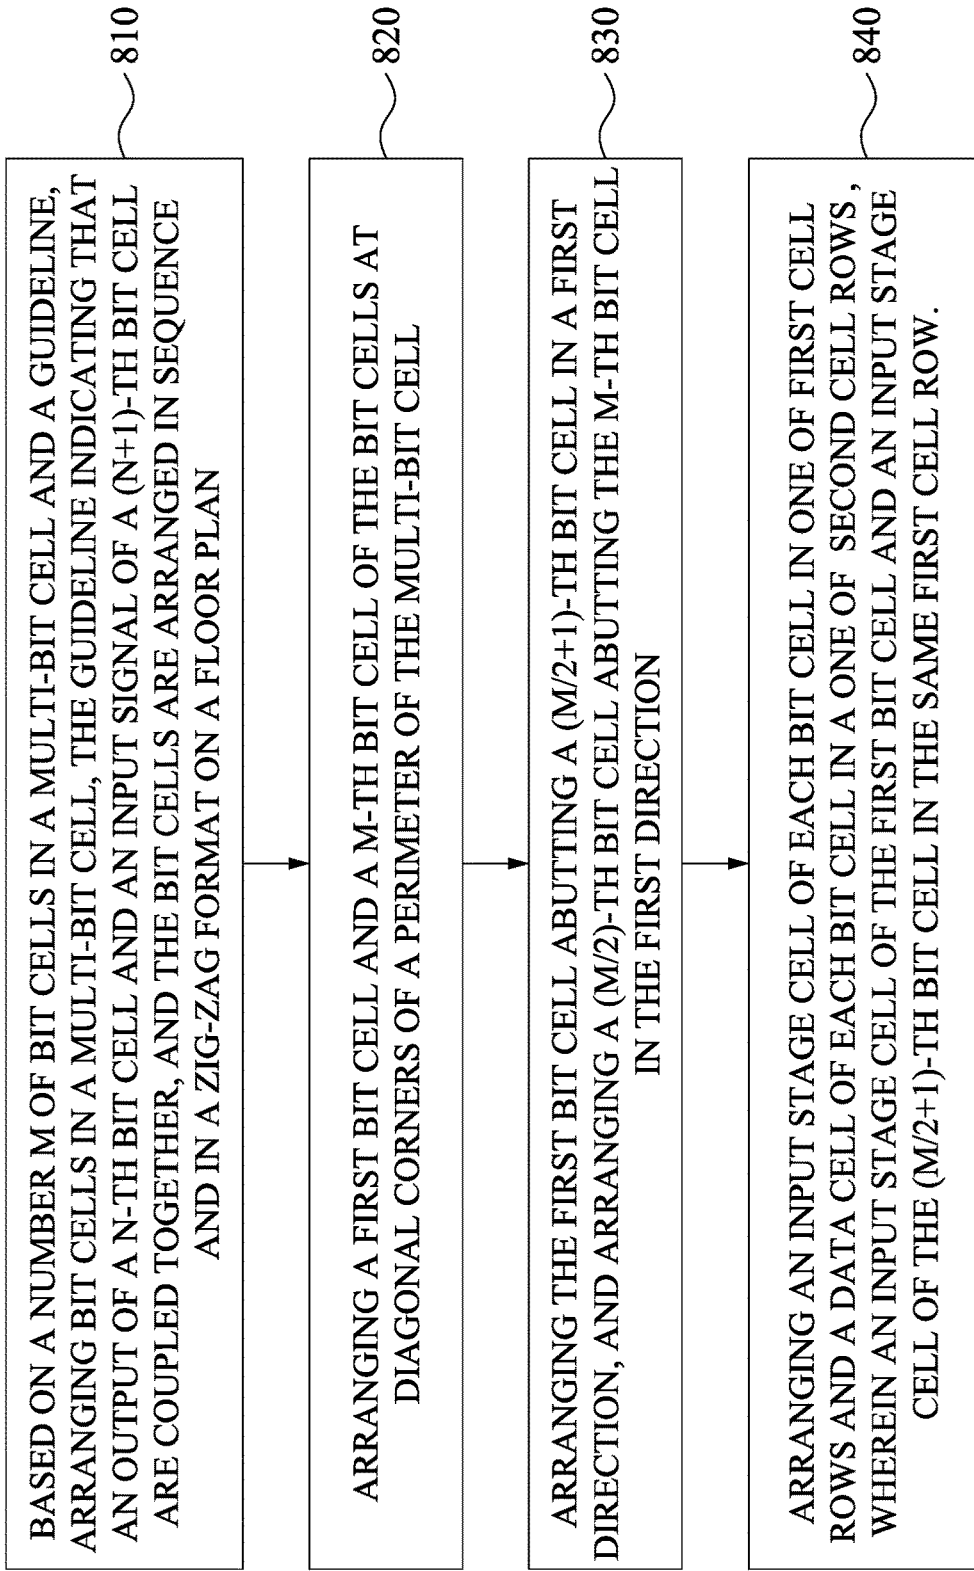 BASED ON A NUMBER M OF BIT CELLS IN A MULTI-BIT CELL AND A GUIDELINE,
ARRANGING BIT CELLS IN A MULTI-BIT CELL, THE GUIDELINE INDICATING THAT
AN OUTPUT OF A N-TH BIT CELL AND AN INPUT SIGNAL OF A (N+1)-TH BIT CELL
ARE COUPLED TOGETHER, AND THE BIT CELLS ARE ARRANGED IN SEQUENCE
AND IN A ZIG-ZAG FORMAT ON A FLOOR PLAN
810
ARRANGING A FIRST BIT CELL AND A M-TH BIT CELL OF THE BIT CELLS AT
DIAGONAL CORNERS OF A PERIMETER OF THE MULTI-BIT CELL
820
ARRANGING THE FIRST BIT CELL ABUTTING A (M/2+1)-TH BIT CELL IN A FIRST
DIRECTION, AND ARRANGING A (M/2)-TH BIT CELL ABUTTING THE M-TH BIT CELL
IN THE FIRST DIRECTION
830
ARRANGING AN INPUT STAGE CELL OF EACH BIT CELL IN ONE OF FIRST CELL
ROWS AND A DATA CELL OF EACH BIT CELL IN A ONE OF SECOND CELL ROWS ,
WHEREIN AN INPUT STAGE CELL OF THE FIRST BIT CELL AND AN INPUT STAGE
CELL OF THE (M/2+1)-TH BIT CELL IN THE SAME FIRST CELL ROW.
840